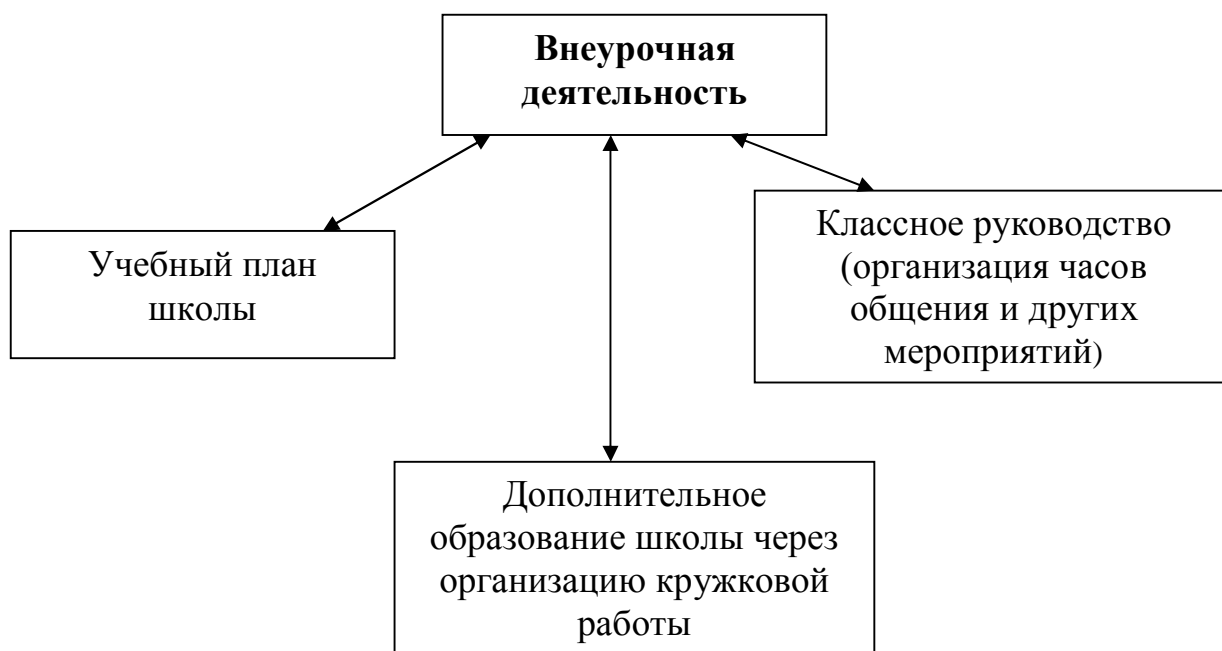 Внеурочная
деятельность
Учебный план
школы
Классное руководство
(организация часов
общения и других
мероприятий)
Дополнительное
образование школы через
организацию кружковой
работы